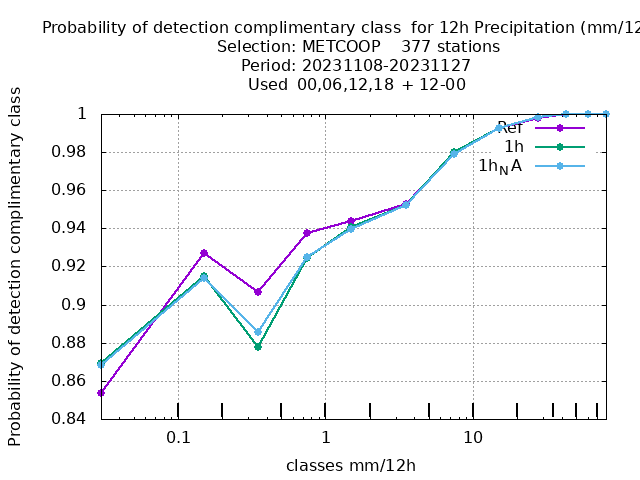 Probability of detection complimentary class  for 12h Precipitation (mm/12
Selection: METCOOP    377 stations
Period: 20231108-20231127
Used  00,06,12,18  + 12-00
Probability of detection complimentary class
1
0.98
0.96
0.94
0.92
0.9
0.88
0.86
0.84
Ref
1h
1h_N A
0.1
1
10
classes mm/12h